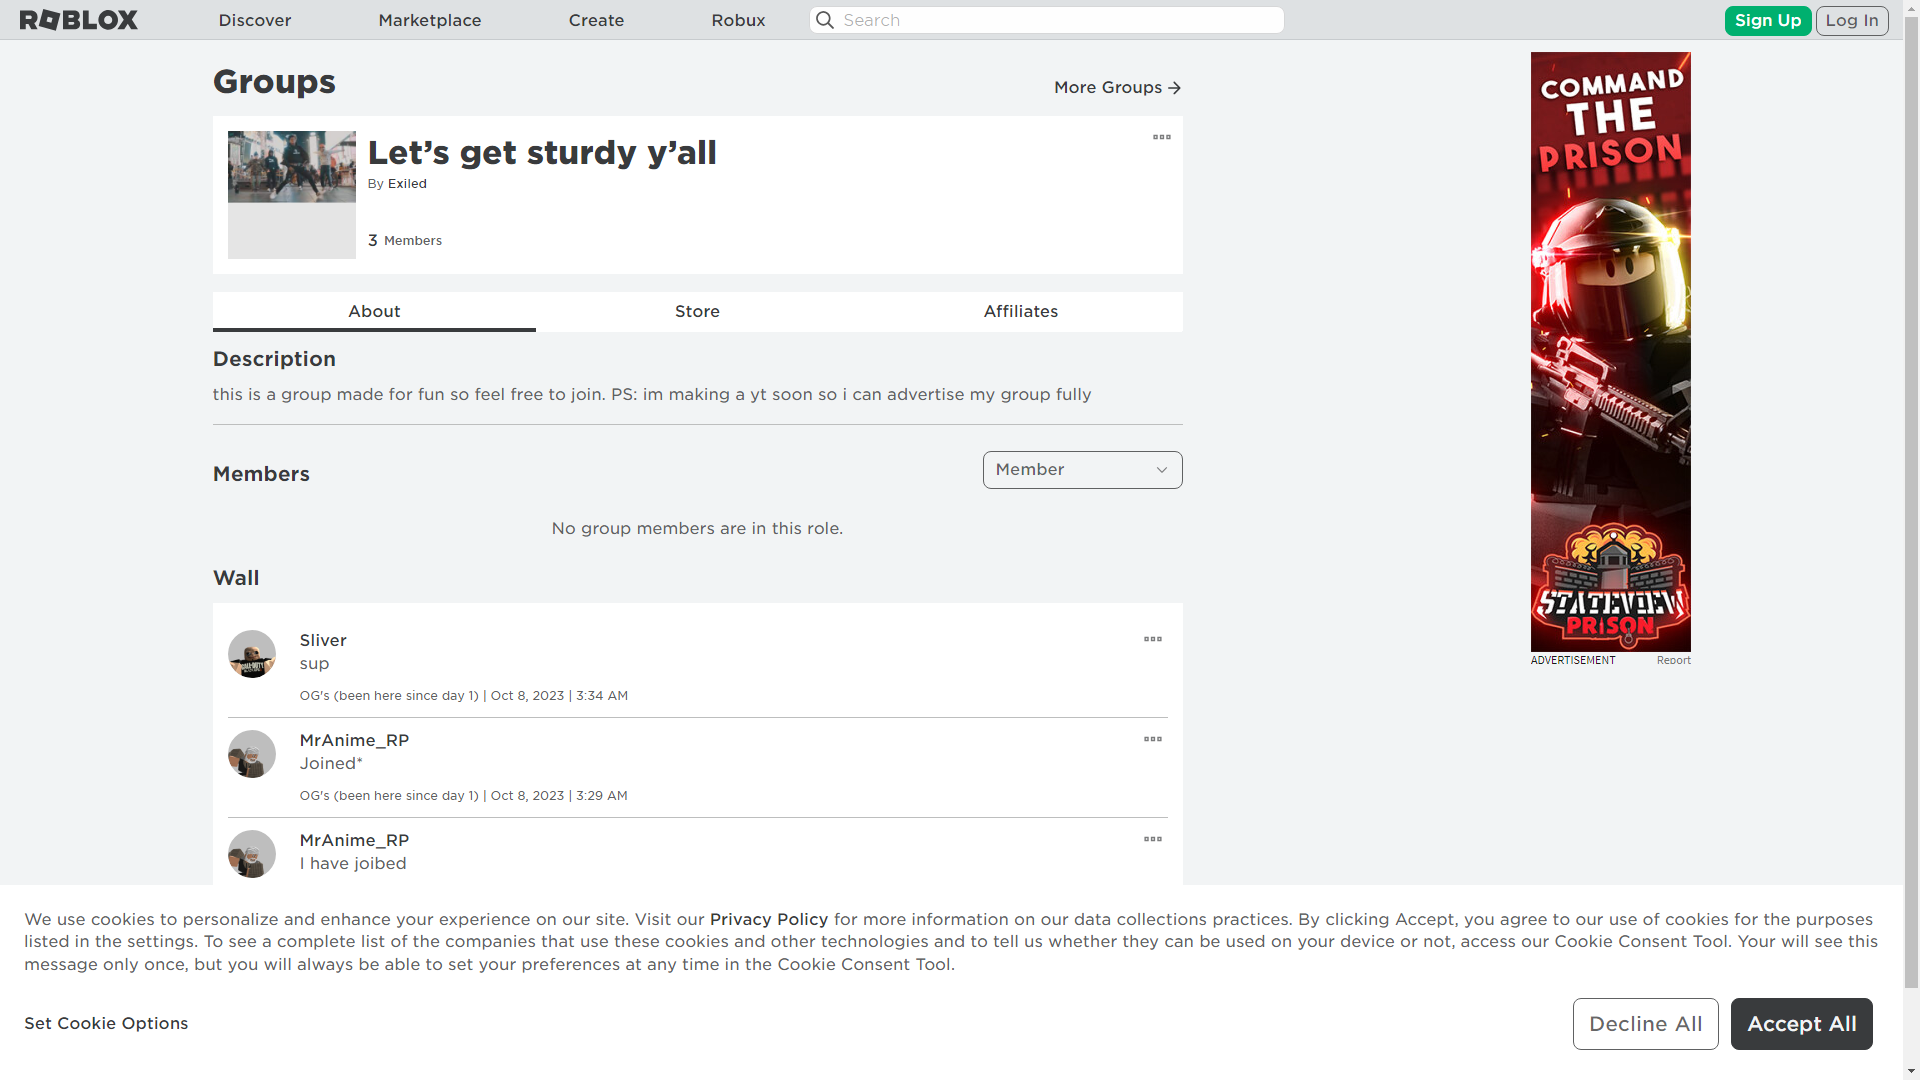 ROBLOX
Discover
Marketplace
Create
Robux
Search
Sign Up
Log In
Groups
More Groups
Let’s get sturdy y’all
By Exiled
3 Members
About
Store
Affiliates
Description
this is a group made for fun so feel free to join. PS: im making a yt soon so i can advertise my group fully
Members
Member
No group members are in this role.
Wall
Sliver
sup
OG's (been here since day 1) | Oct 8, 2023 | 3:34 AM
MrAnime_RP
Joined*
OG's (been here since day 1) | Oct 8, 2023 | 3:29 AM
MrAnime_RP
I have joibed
COMMAND
THE
PRISON
STATEVIEW
PRISON
ADVERTISEMENT
Report
We use cookies to personalize and enhance your experience on our site. Visit our Privacy Policy for more information on our data collections practices. By clicking Accept, you agree to our use of cookies for the purposes
listed in the settings. To see a complete list of the companies that use these cookies and other technologies and to tell us whether they can be used on your device or not, access our Cookie Consent Tool. Your will see this
message only once, but you will always be able to set your preferences at any time in the Cookie Consent Tool.
Set Cookie Options
Decline All
Accept All